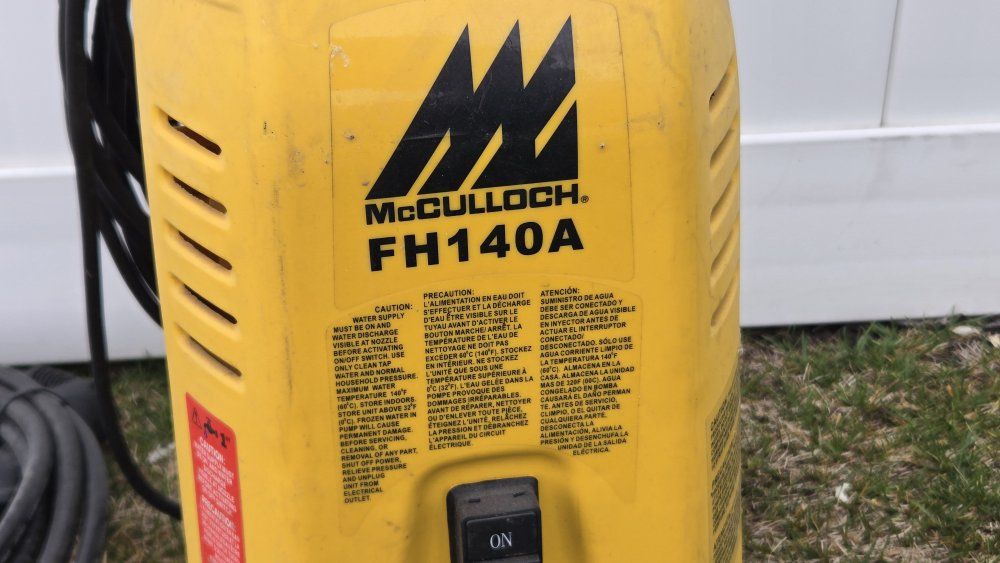 McCULLOCH®
FH140A
CAUTION:
WATER SUPPLY
MUST BE ON AND
WATER DISCHARGE
VISIBLE AT NOZZLE
BEFORE ACTIVATING
ON/OFF SWITCH. USE
ONLY CLEAN TAP
WATER AND NORMAL
HOUSEHOLD PRESSURE.
MAXIMUM WATER
TEMPERATURE 140°F
(60°C). STORE INDOORS.
STORE UNIT ABOVE 32°F
(0°C). FROZEN WATER IN
PUMP WILL CAUSE
PERMANENT DAMAGE.
BEFORE SERVICING,
CLEANING, OR
REMOVAL OF ANY PART,
SHUT OFF POWER,
RELIEVE PRESSURE
AND UNPLUG
UNIT FROM
ELECTRICAL
OUTLET.
PRECAUTION:
L'ALIMENTATION EN EAU DOIT
S'EFFECTUER ET LA DÉCHARGE
D'EAU ÊTRE VISIBLE SUR LE
TUYAU AVANT D'ACTIVER LE
BOUTON MARCHE/ ARRÊT. LA
TEMPÉRATURE DE L'EAU DE
NETTOYAGE NE DOIT PAS
EXCÉDER 60°C (140°F). STOCKEZ
EN INTÉRIEUR. NE STOCKEZ
L'UNITÉ QUE SOUS UNE
TEMPÉRATURE SUPÉRIEURE À
0°C (32°F). L'EAU GELÉE DANS LA
POMPE PROVOQUE DES
DOMMAGES IRRÉPARABLES.
AVANT DE RÉPARER, NETTOYER
OU D'ENLEVER TOUTE PIÈCE,
ÉTEIGNEZ L'UNITÉ, RELÂCHEZ
LA PRESSION ET DÉBRANCHEZ
L'APPAREIL DU CIRCUIT
ÉLECTRIQUE.
ATENCIÓN:
SUMINISTRO DE AGUA
DEBE SER CONECTADO Y
DESCARGA DE AGUA VISIBLE
EN INYECTOR ANTES DE
ACTUAR EL INTERRUPTOR
CONECTADO/
DESCONECTADO. SÓLO USE
AGUA CORRIENTE LIMPIO DE
LA TEMPERATURA 140°F
(60°C). ALMACENA EN LA
CASA. ALMACENA LA UNIDAD
MAS DE 320F (00C). AGUA
CONGELADO EN BOMBA
CAUSARÁ EL DAÑO PERMAN
TE. ANTES DE SERVICIO,
CLIMPIO, O EL QUITAR DE
CUALQUIERA PARTE,
DESCONECTA LA
ALIMENTACIÓN, ALIVIA LA
PRESIÓN Y DESENCHUFA LA
UNIDAD DE LA SALIDA
ELÉCTRICA.
CAUTION
PRECAUTION:
ON